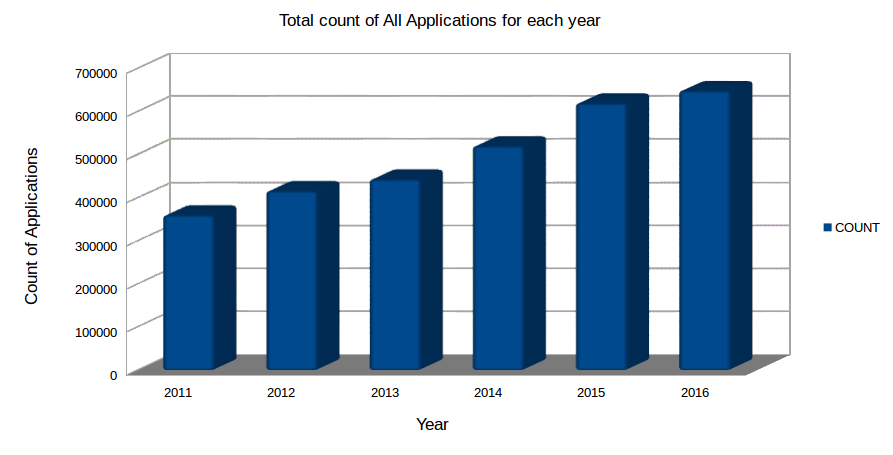 Total count of All Applications for each year
700000
600000
500000
400000
300000
200000
100000
0
Count of Applications
2011 2012 2013 2014 2015 2016
Year
COUNT